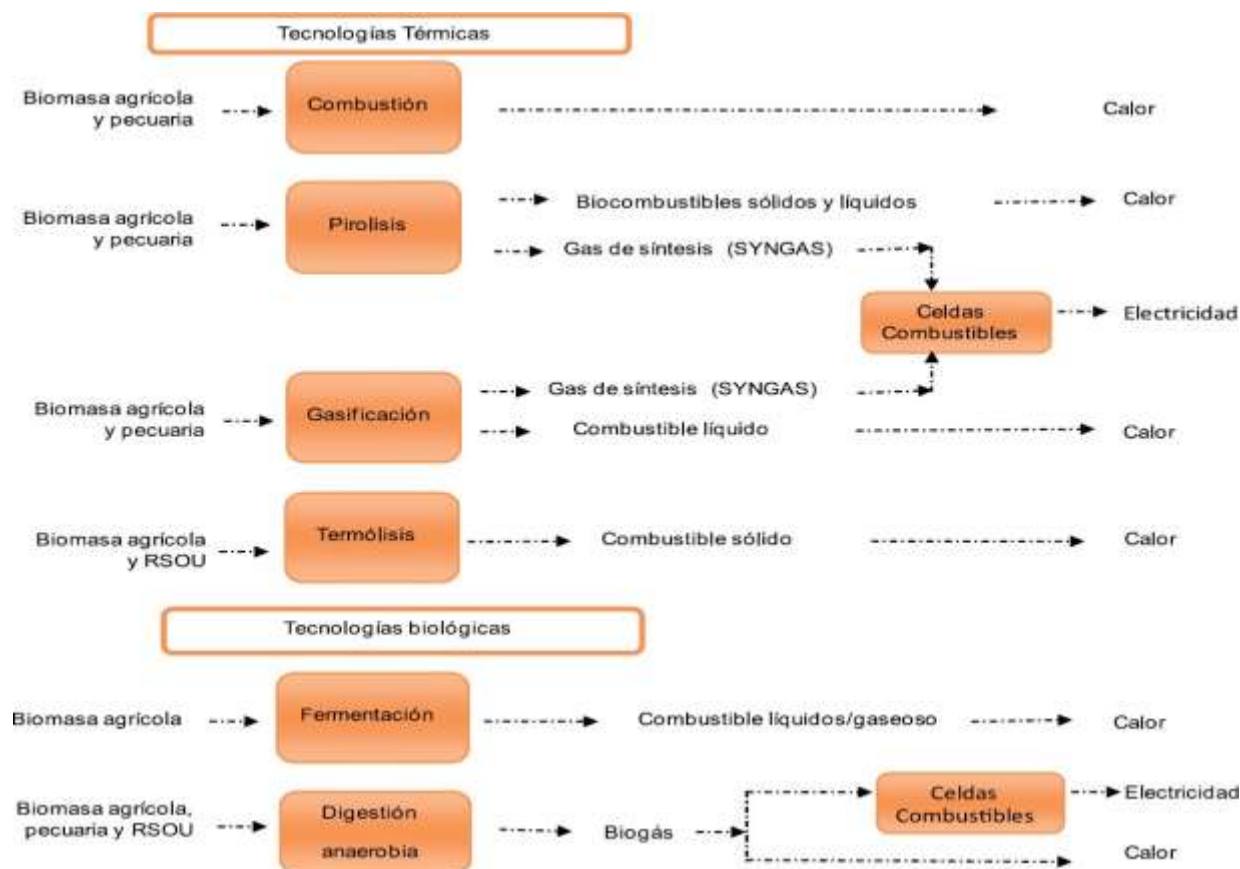 Tecnologías Térmicas
Biomasa agrícola
y pecuaria
Combustión
Calor
Biomasa agrícola
y pecuaria
Pirolisis
Biocombustibles sólidos y líquidos
Calor
Gas de síntesis (SYNGAS)
Celdas
Combustibles
Electricidad
Biomasa agrícola
y pecuaria
Gasificación
Gas de síntesis (SYNGAS)
Combustible líquido
Calor
Biomasa agrícola
y RSOU
Termólisis
Combustible sólido
Calor
Tecnologías biológicas
Biomasa agrícola
Fermentación
Combustible líquidos/gaseoso
Calor
Biomasa agrícola,
pecuaria y RSOU
Digestión
anaerobia
Biogás
Celdas
Combustibles
Electricidad
Calor